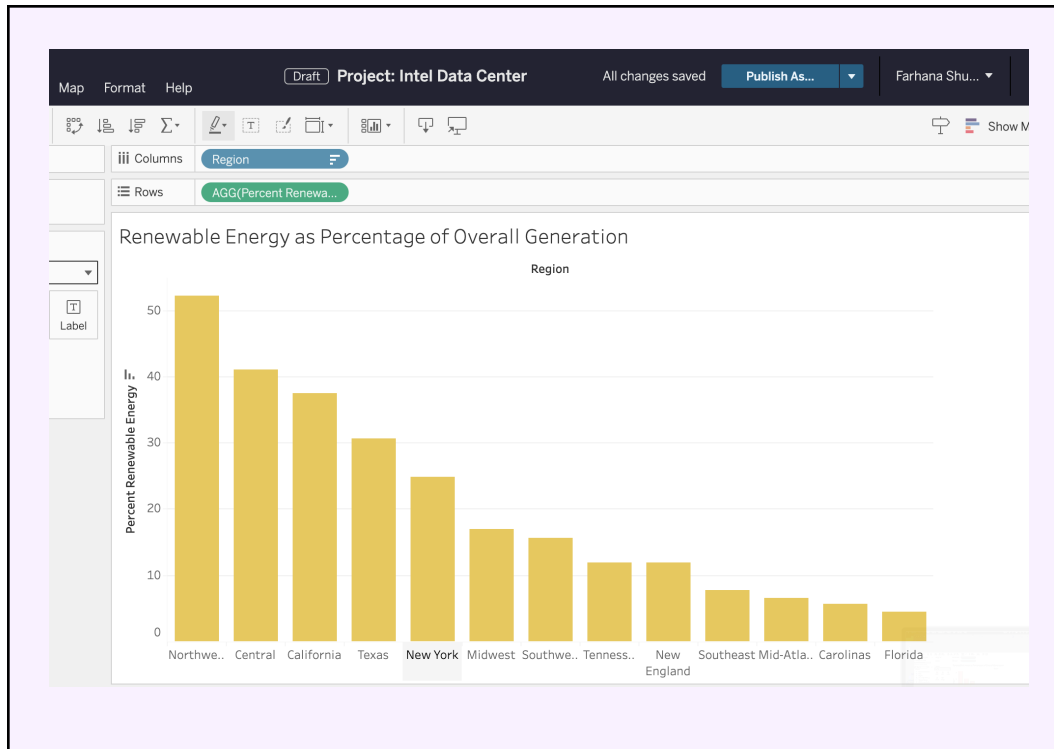 Draft Project: Intel Data Center All changes saved Publish As... Farhana Shu...
Map Format Help
Show M
Columns Region
Rows AGG(Percent Renewa...
Renewable Energy as Percentage of Overall Generation
Region
Label
Percent Renewable Energy
50
40
30
20
10
0
Northwe.. Central California Texas New York Midwest Southwe.. Tenness.. New England Southeast Mid-Atla.. Carolinas Florida